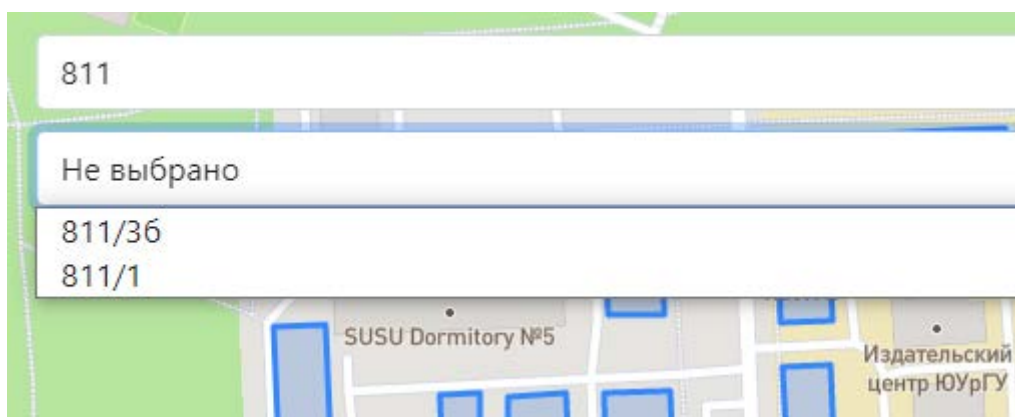 811
Не выбрано
811/3б
811/1
SUSU Dormitory №5
Издательский
центр ЮУрГУ